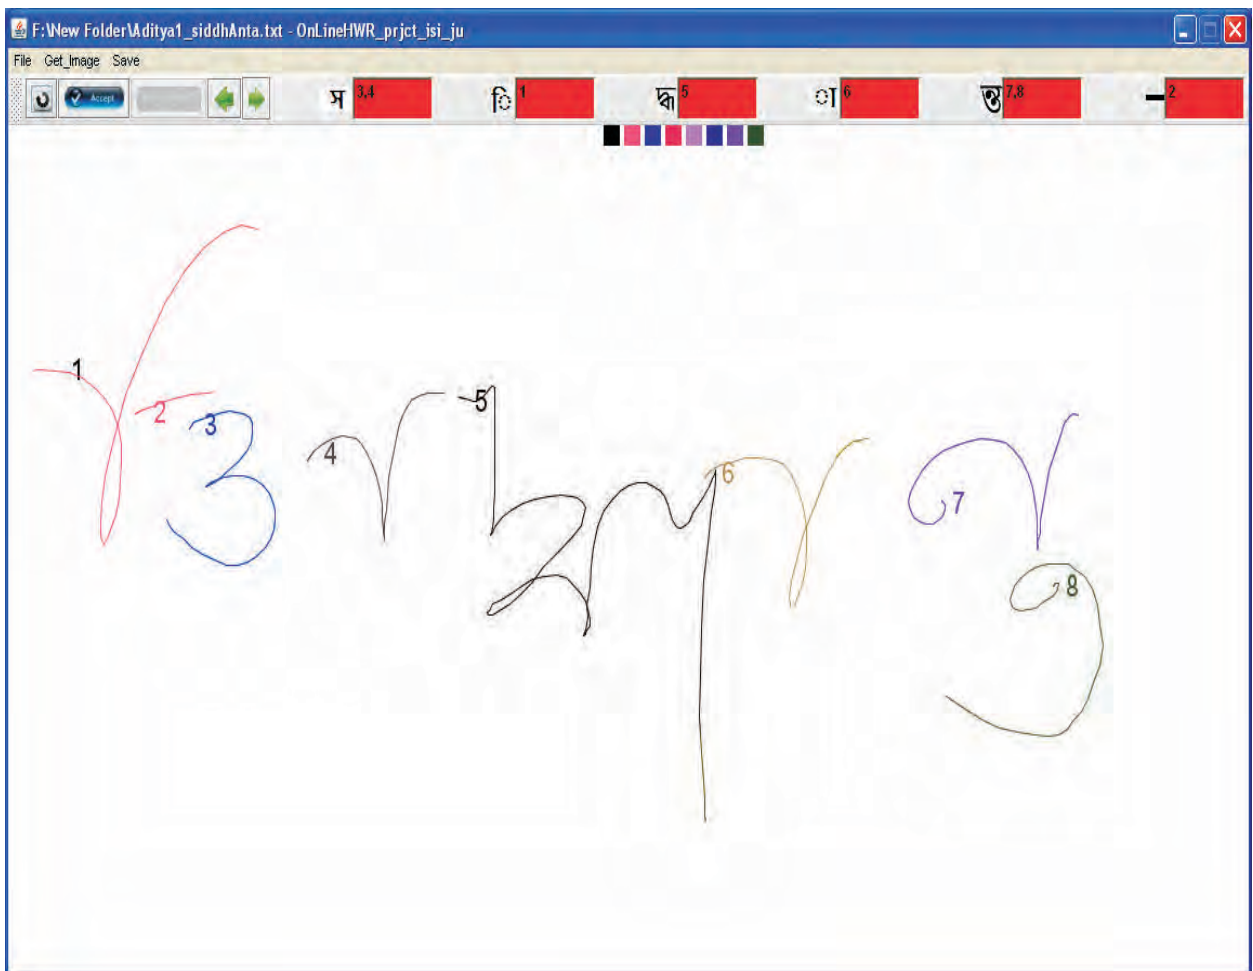 F:\New Folder\Aditya1_siddhAnta.txt - OnLineHWR_prjct_isi_ju
File Get_Image Save
Accept স 3,4 ি 1 দ্ধ 5 া 6 ন্ত 7,8 – 2
1 2 3 4 5 6 7 8
সিদ্ধান্ত